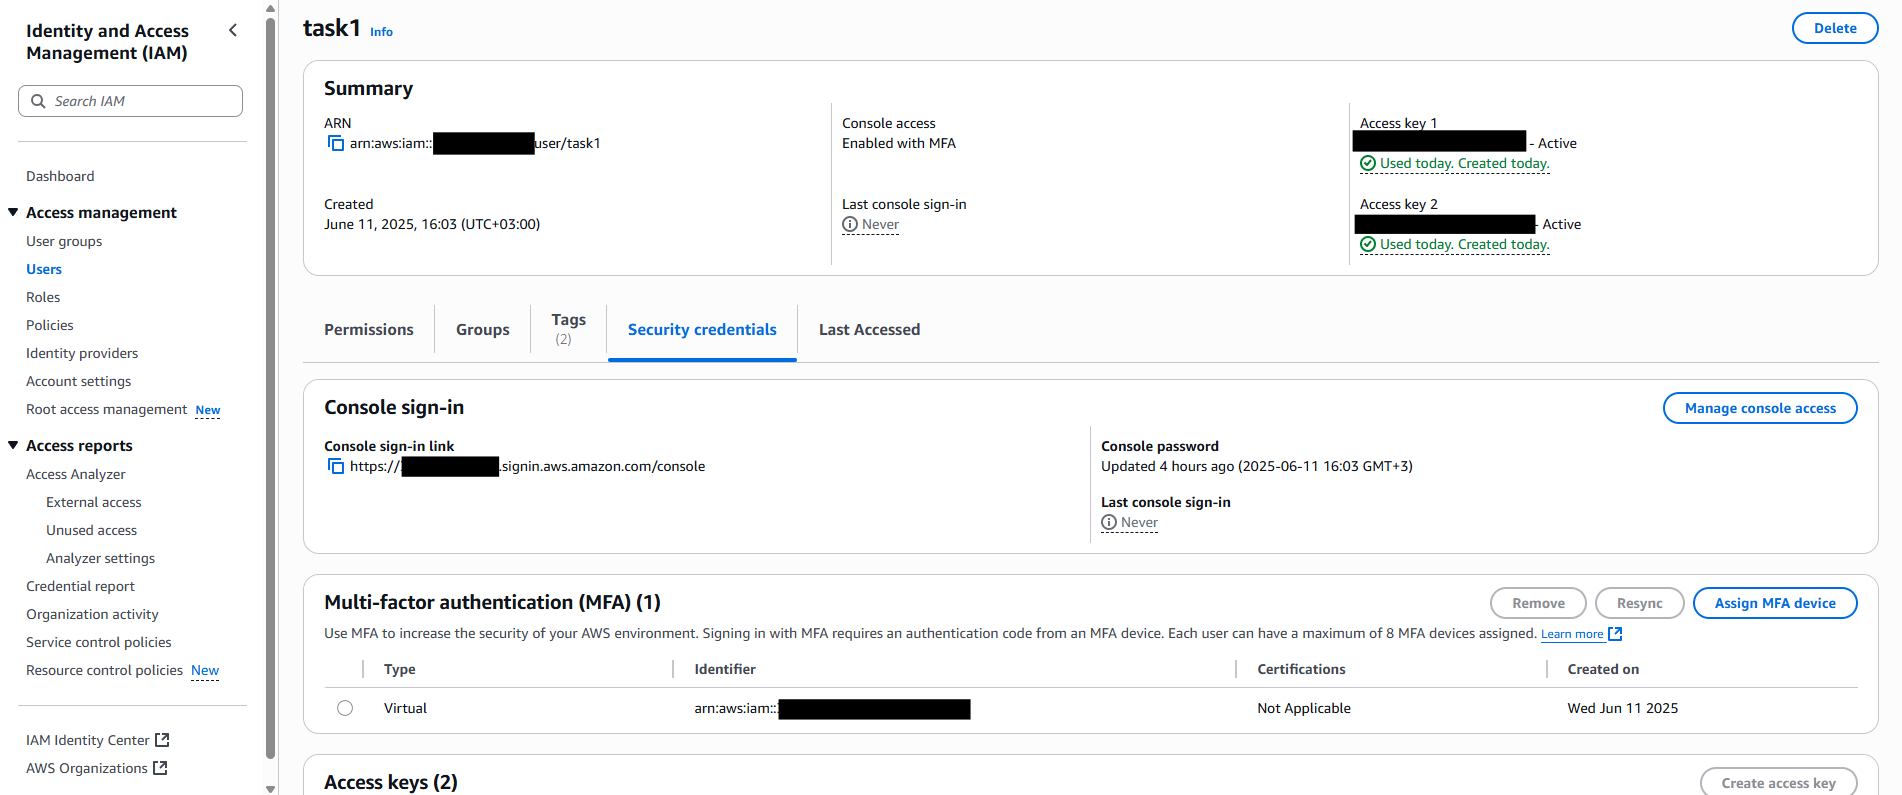 Identity and Access
Management (IAM)
Search IAM
Dashboard
Access management
User groups
Users
Roles
Policies
Identity providers
Account settings
Root access management New
Access reports
Access Analyzer
External access
Unused access
Analyzer settings
Credential report
Organization activity
Service control policies
Resource control policies New
IAM Identity Center
AWS Organizations
task1 Info
Delete
Summary
ARN
arn:aws:iam:: user/task1
Created
June 11, 2025, 16:03 (UTC+03:00)
Console access
Enabled with MFA
Last console sign-in
Never
Access key 1
- Active
Used today. Created today.
Access key 2
- Active
Used today. Created today.
Permissions
Groups
Tags
(2)
Security credentials
Last Accessed
Console sign-in
Manage console access
Console sign-in link
https:// .signin.aws.amazon.com/console
Console password
Updated 4 hours ago (2025-06-11 16:03 GMT+3)
Last console sign-in
Never
Multi-factor authentication (MFA) (1)
Remove
Resync
Assign MFA device
Use MFA to increase the security of your AWS environment. Signing in with MFA requires an authentication code from an MFA device. Each user can have a maximum of 8 MFA devices assigned. Learn more
Type Identifier Certifications Created on
Virtual arn:aws:iam:: Not Applicable Wed Jun 11 2025
Access keys (2)
Create access key